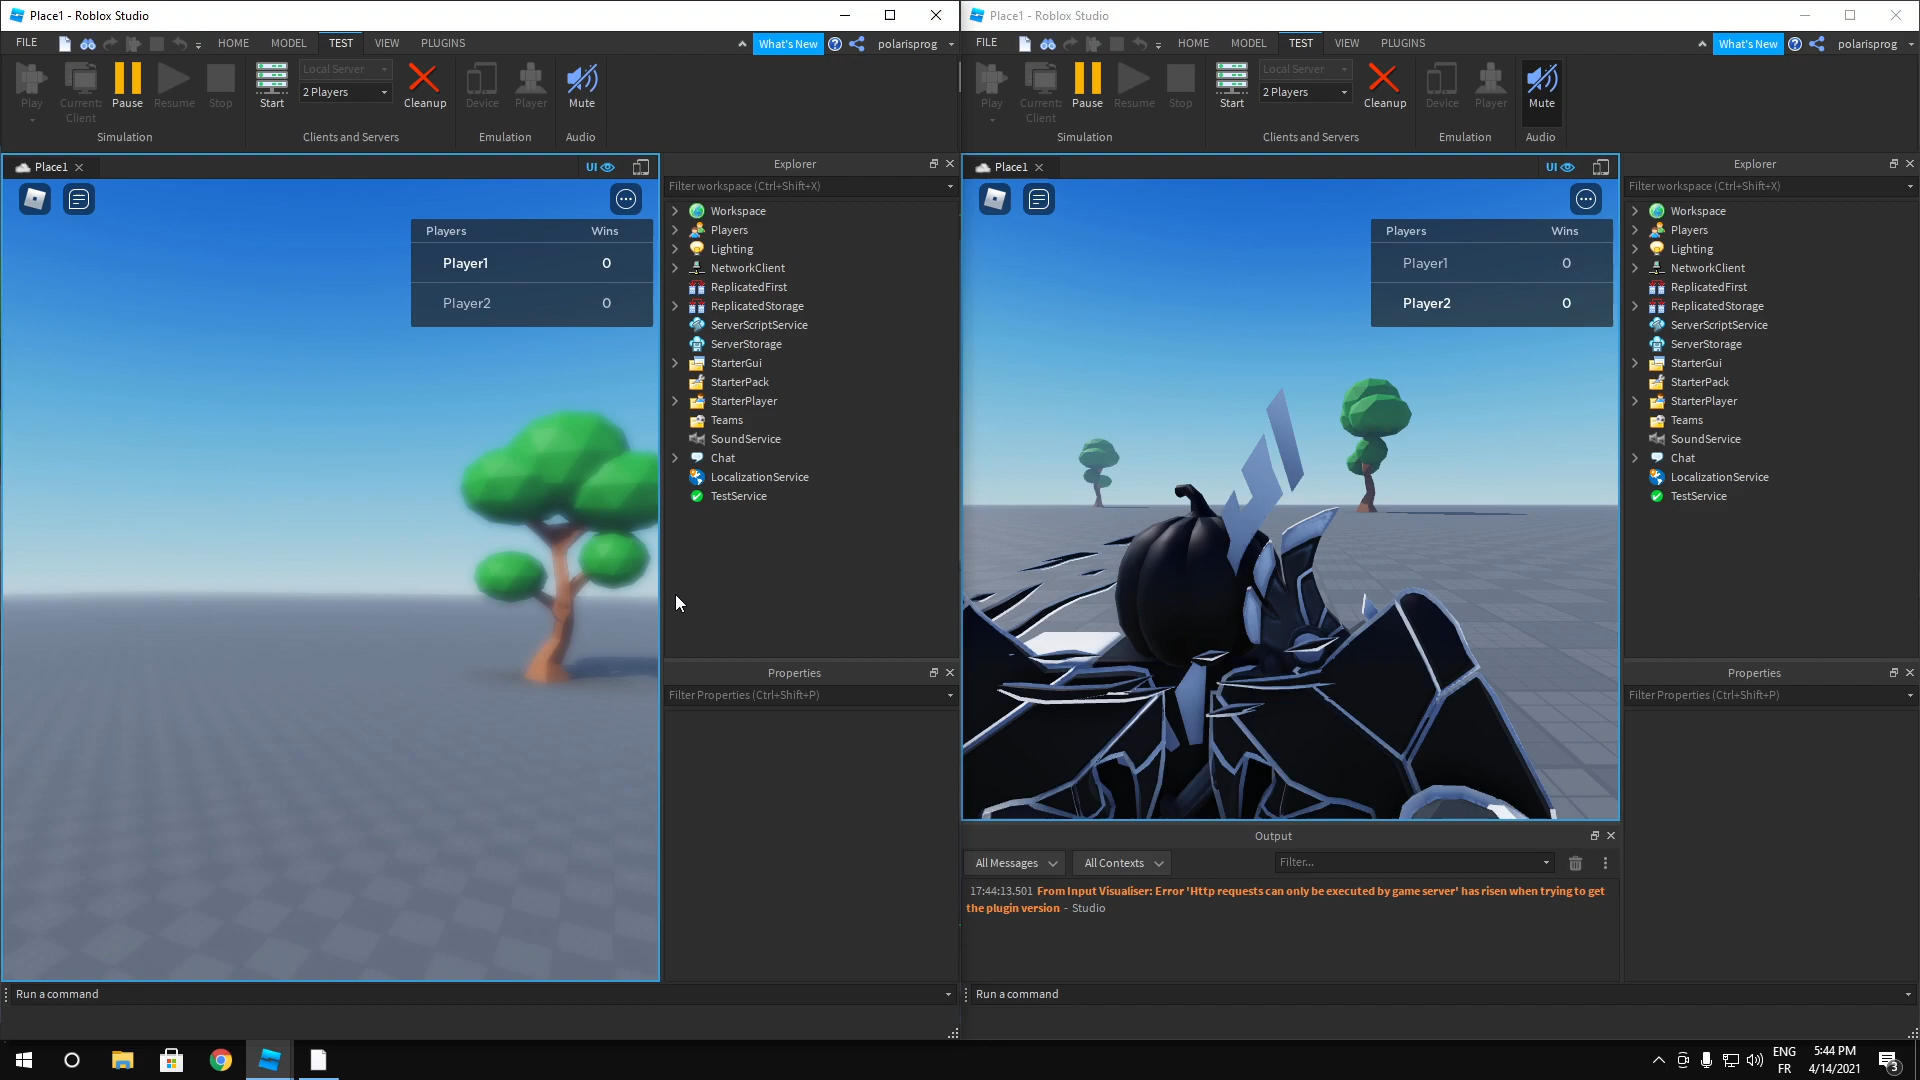 Place1 - Roblox Studio
FILE
HOME
MODEL
TEST
VIEW
PLUGINS
What's New
polarisprog
Play
Current:
Client
Pause
Resume
Stop
Simulation
Start
Local Server
2 Players
Cleanup
Clients and Servers
Device
Player
Emulation
Mute
Audio
Place1
UI
Players Wins
Player1 0
Player2 0
Explorer
Filter workspace (Ctrl+Shift+X)
Workspace
Players
Lighting
NetworkClient
ReplicatedFirst
ReplicatedStorage
ServerScriptService
ServerStorage
StarterGui
StarterPack
StarterPlayer
Teams
SoundService
Chat
LocalizationService
TestService
Properties
Filter Properties (Ctrl+Shift+P)
Run a command
Place1 - Roblox Studio
FILE
HOME
MODEL
TEST
VIEW
PLUGINS
What's New
polarisprog
Play
Current:
Client
Pause
Resume
Stop
Simulation
Start
Local Server
2 Players
Cleanup
Clients and Servers
Device
Player
Emulation
Mute
Audio
Place1
UI
Players Wins
Player1 0
Player2 0
Explorer
Filter workspace (Ctrl+Shift+X)
Workspace
Players
Lighting
NetworkClient
ReplicatedFirst
ReplicatedStorage
ServerScriptService
ServerStorage
StarterGui
StarterPack
StarterPlayer
Teams
SoundService
Chat
LocalizationService
TestService
Properties
Filter Properties (Ctrl+Shift+P)
Output
All Messages
All Contexts
Filter...
17:44:13.501 From Input Visualiser: Error 'Http requests can only be executed by game server' has risen when trying to get
the plugin version - Studio
Run a command
ENG
FR
5:44 PM
4/14/2021
3